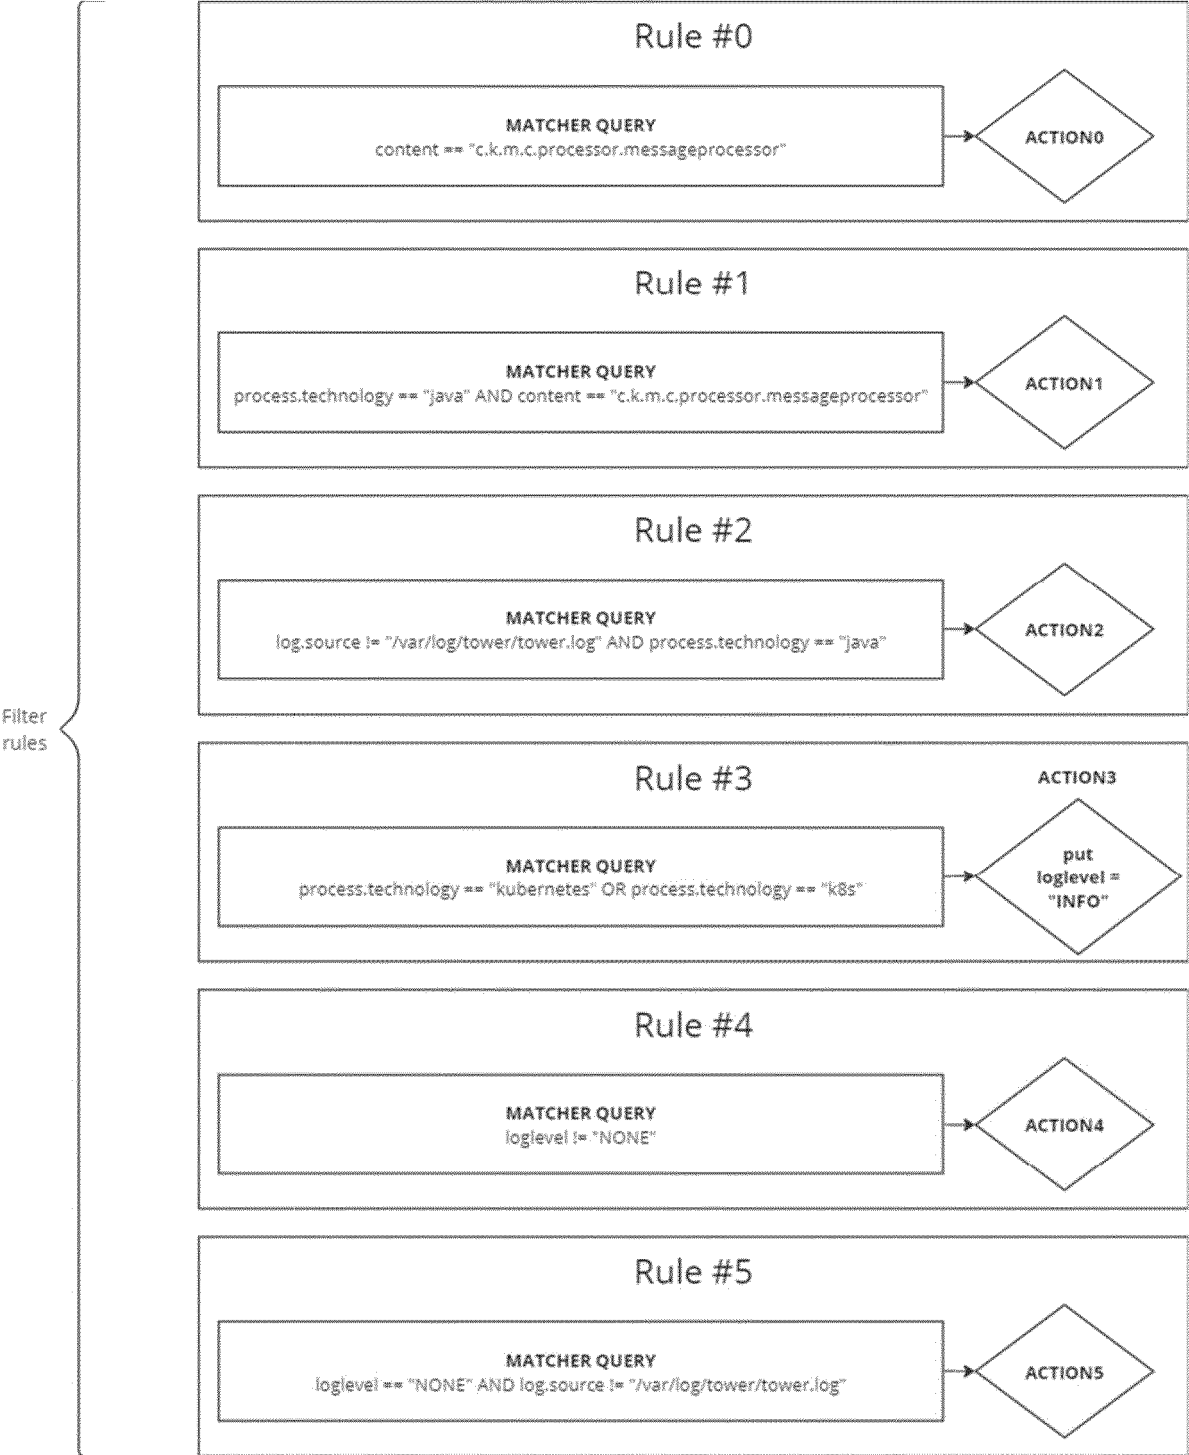 Rule #0
MATCHER QUERY
content == "c.k.m.c.processor.messageprocessor"
ACTION0
Rule #1
MATCHER QUERY
process.technology == "java" AND content == "c.k.m.c.processor.messageprocessor"
ACTION1
Rule #2
MATCHER QUERY
log.source != "/var/log/tower/tower.log" AND process.technology == "java"
ACTION2
Filter
rules
Rule #3
MATCHER QUERY
process.technology == "kubernetes" OR process.technology == "k8s"
ACTION3
put
loglevel =
"INFO"
Rule #4
MATCHER QUERY
loglevel != "NONE"
ACTION4
Rule #5
MATCHER QUERY
loglevel == "NONE" AND log.source != "/var/log/tower/tower.log"
ACTION5